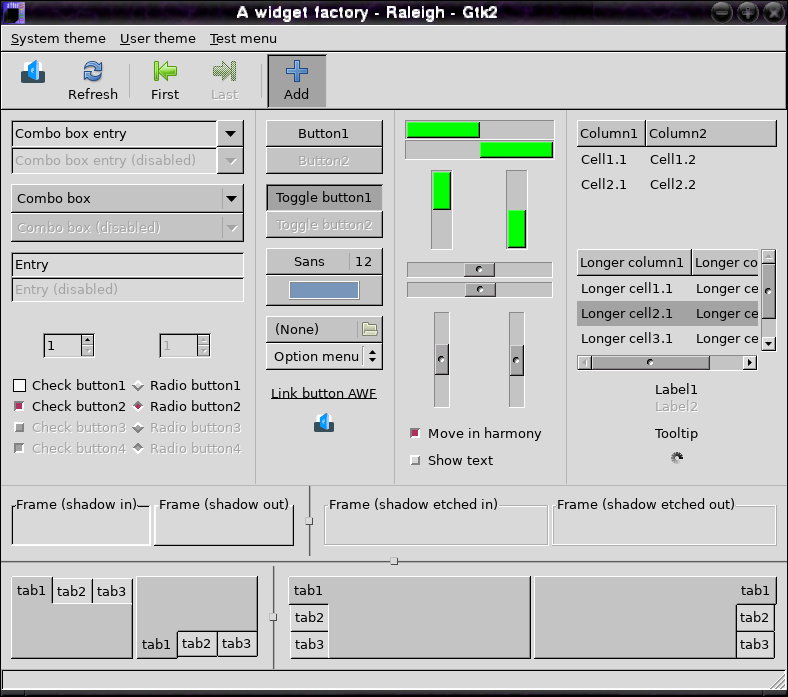 A widget factory - Raleigh - Gtk2
System theme User theme Test menu
Refresh First Last Add
Combo box entry
Combo box entry (disabled)
Combo box
Combo box (disabled)
Entry
Entry (disabled)
1 1
Check button1 Radio button1
Check button2 Radio button2
Check button3 Radio button3
Check button4 Radio button4
Button1
Button2
Toggle button1
Toggle button2
Sans 12
(None)
Option menu
Link button AWF
Move in harmony
Show text
Column1 Column2
Cell1.1 Cell1.2
Cell2.1 Cell2.2
Longer column1 Longer co
Longer cell1.1 Longer ce
Longer cell2.1 Longer ce
Longer cell3.1 Longer ce
Label1
Label2
Tooltip
Frame (shadow in) Frame (shadow out) Frame (shadow etched in) Frame (shadow etched out)
tab1 tab2 tab3
tab1 tab2 tab3
tab1
tab2
tab3
tab1
tab2
tab3